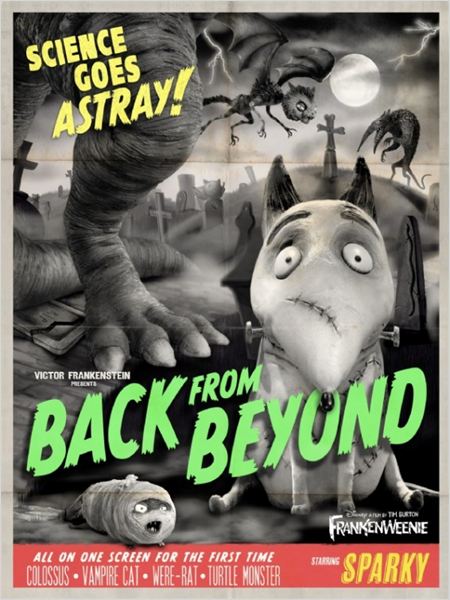 SCIENCE
GOES
ASTRAY!
VICTOR FRANKENSTEIN
PRESENTS:
BACK FROM
BEYOND
DISNEY A FILM BY TIM BURTON
FRANKENWEENIE
ALL ON ONE SCREEN FOR THE FIRST TIME
COLOSSUS • VAMPIRE CAT • WERE-RAT • TURTLE MONSTER
STARRING SPARKY